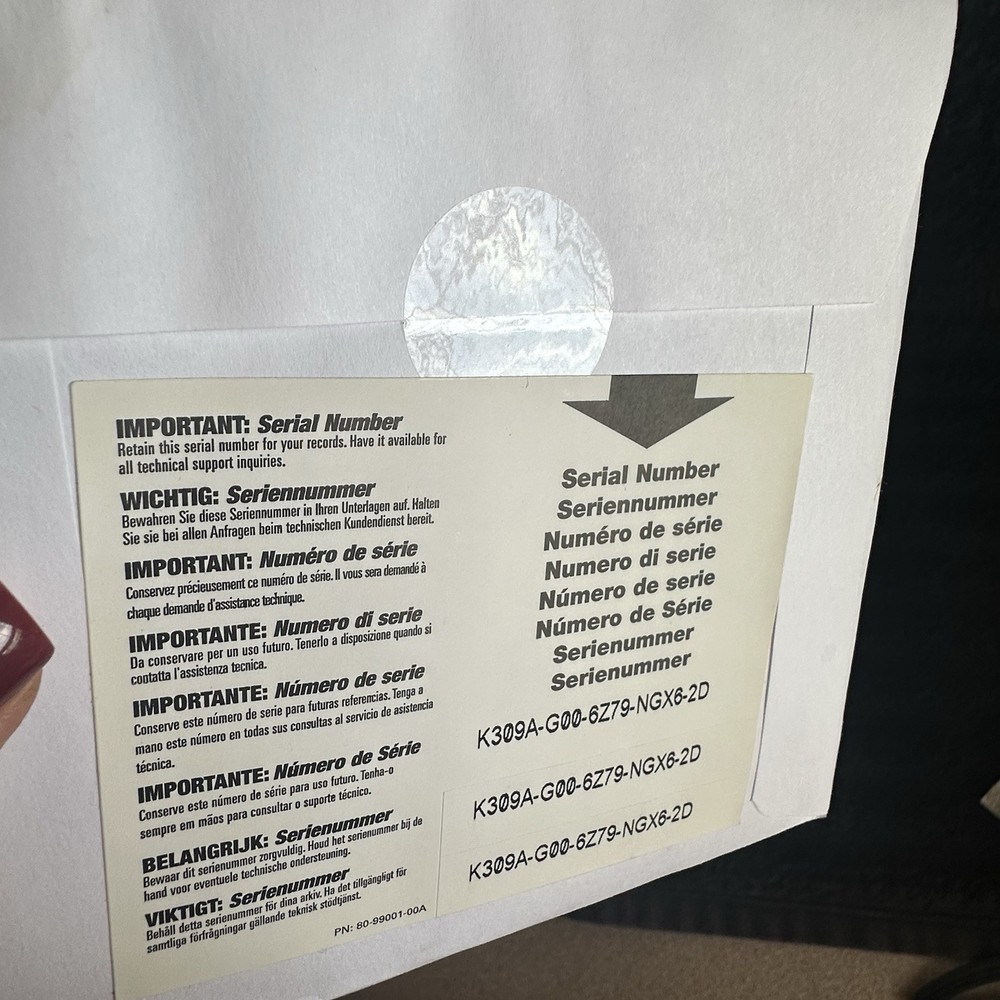 IMPORTANT: Serial Number
Retain this serial number for your records. Have it available for
all technical support inquiries.
WICHTIG: Seriennummer
Bewahren Sie diese Seriennummer in Ihren Unterlagen auf. Halten
Sie sie bei allen Anfragen beim technischen Kundendienst bereit.
IMPORTANT: Numéro de série
Conservez précieusement ce numéro de série. Il vous sera demandé à
chaque demande d'assistance technique.
IMPORTANTE: Numero di serie
Da conservare per un uso futuro. Tenerlo a disposizione quando si
contatta l'assistenza tecnica.
IMPORTANTE: Número de serie
Conserve este número de serie para futuras referencias. Tenga a
mano este número en todas sus consultas al servicio de asistencia
técnica.
IMPORTANTE: Número de Série
Conserve este número de série para uso futuro. Tenha-o
sempre em mãos para consultar o suporte técnico.
BELANGRIJK: Serienummer
Bewaar dit serienummer zorgvuldig. Houd het serienummer bij de
hand voor eventuele technische ondersteuning.
VIKTIGT: Serienummer
Behåll detta serienummer för dina arkiv. Ha det tillgängligt för
samtliga förfrågningar gällande teknisk stödtjänst.
PN: 80-99001-00A
Serial Number
Seriennummer
Numéro de série
Numero di serie
Número de serie
Número de Série
Serienummer
Serienummer
K309A-G00-6Z79-NGX6-2D
K309A-G00-6Z79-NGX6-2D
K309A-G00-6Z79-NGX6-2D